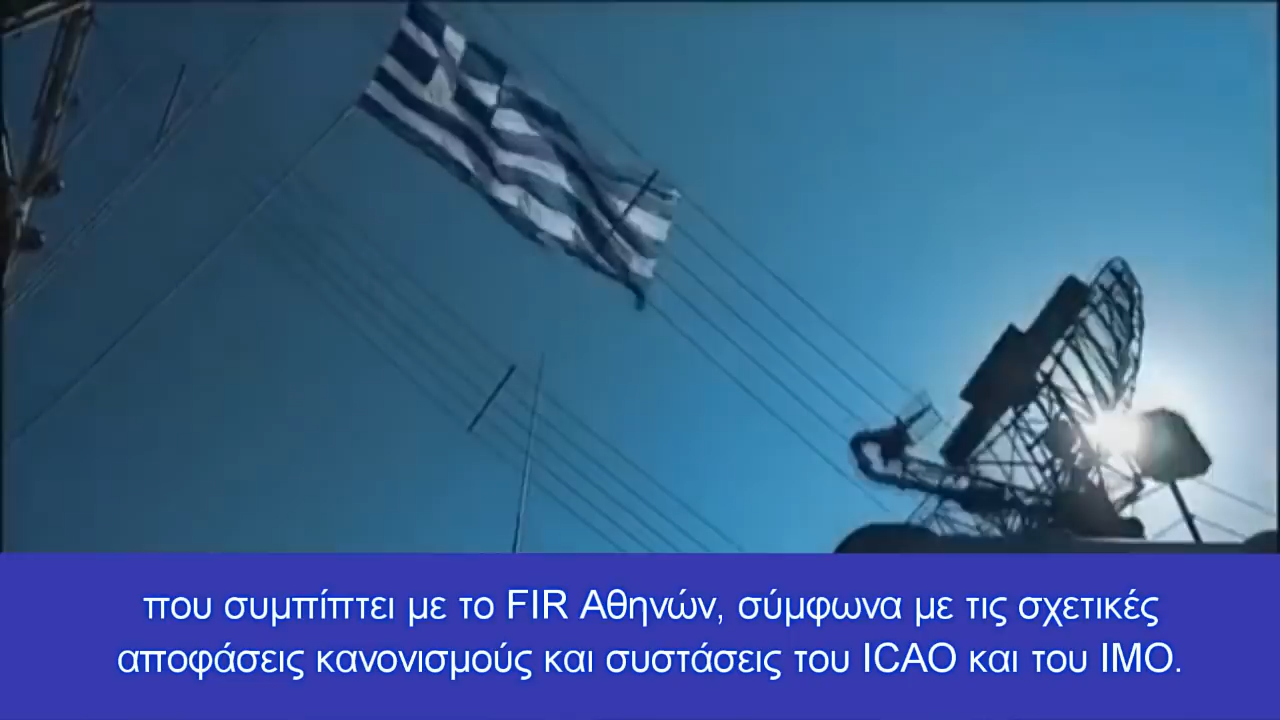 που συμπίπτει με το FIR Αθηνών, σύμφωνα με τις σχετικές
αποφάσεις κανονισμούς και συστάσεις του ICAO και του IMO.